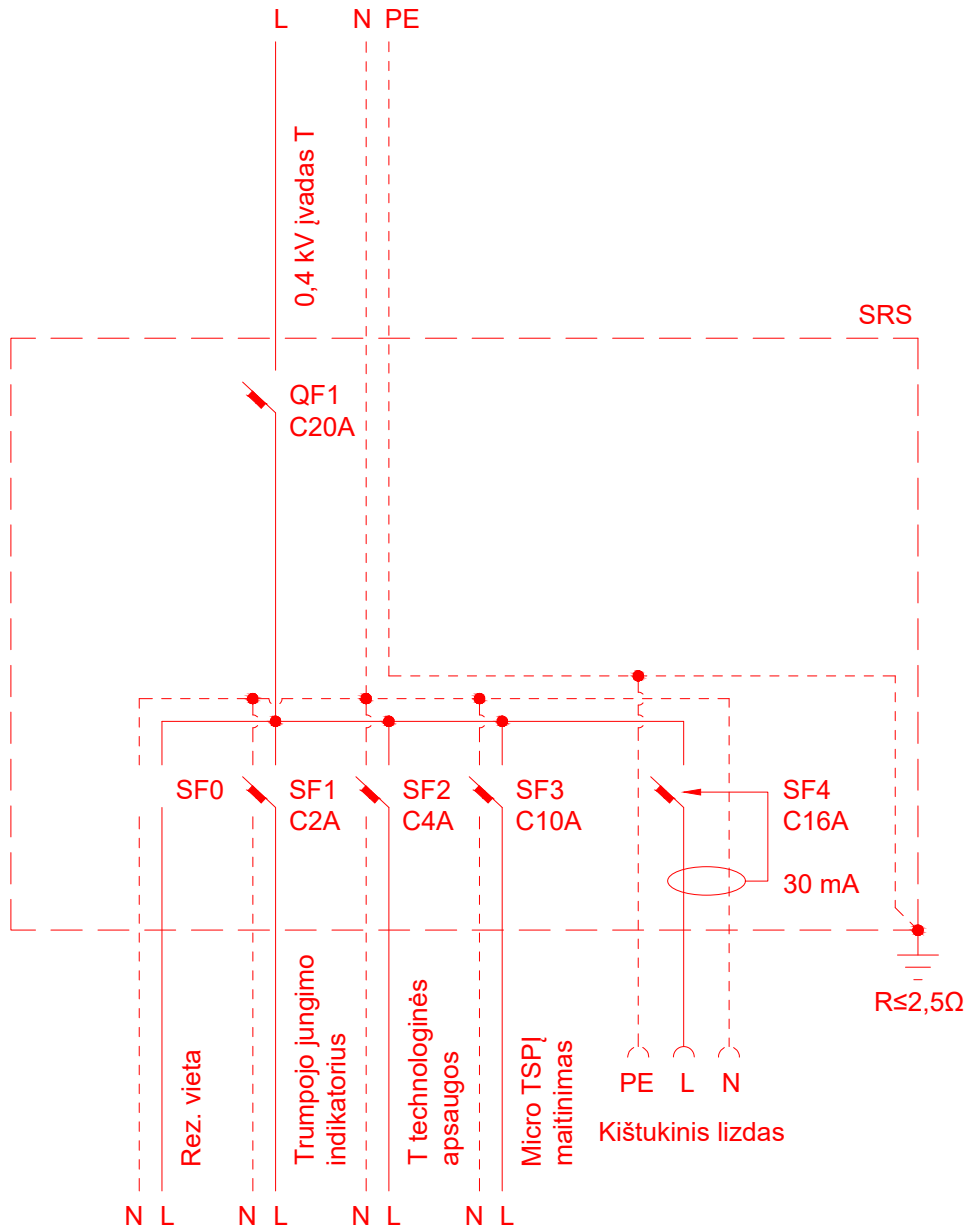 L N PE
0,4 kV įvadas T
SRS
QF1
C20A
SF0
SF1
C2A
SF2
C4A
SF3
C10A
SF4
C16A
30 mA
R≤2,5Ω
Rez. vieta
Trumpojo jungimo
indikatorius
T technologinės
apsaugos
Micro TSPĮ
maitinimas
PE L N
Kištukinis lizdas
N L N L N L N L